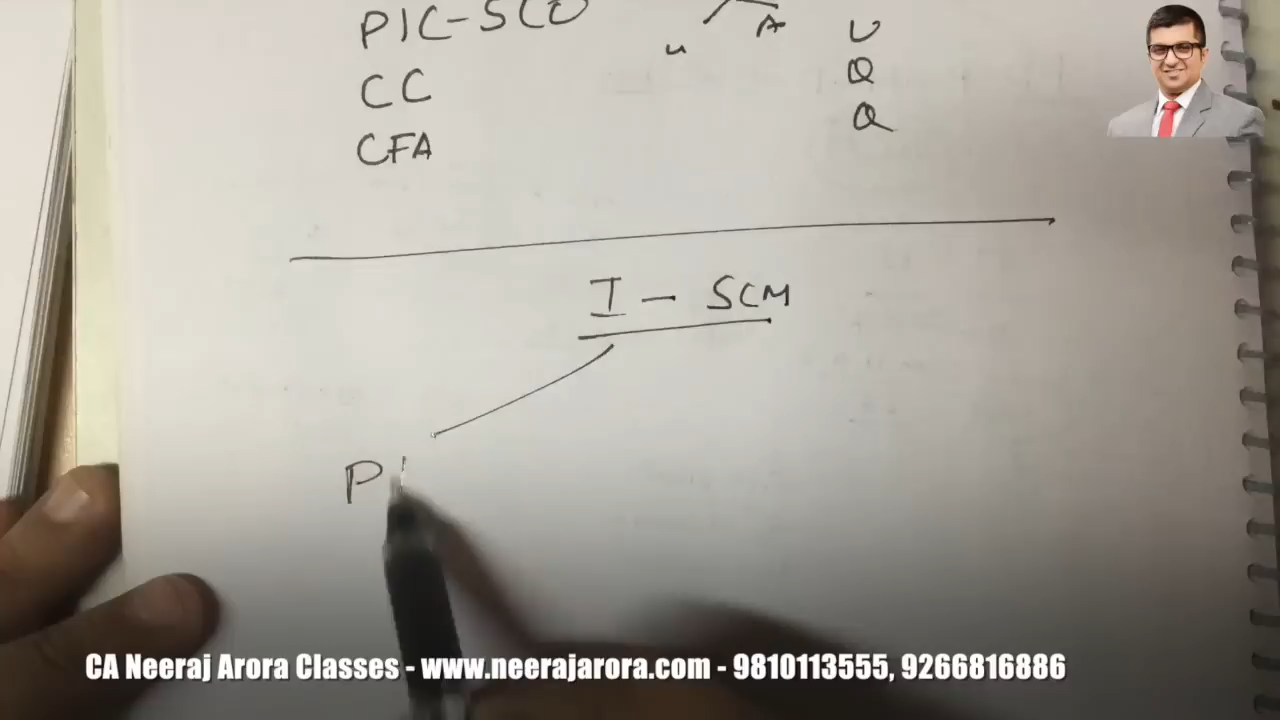 PIC-SCO
u A U
CC Q
CFA Q
I - SCM
P
CA Neeraj Arora Classes - www.neerajarora.com - 9810113555, 9266816886